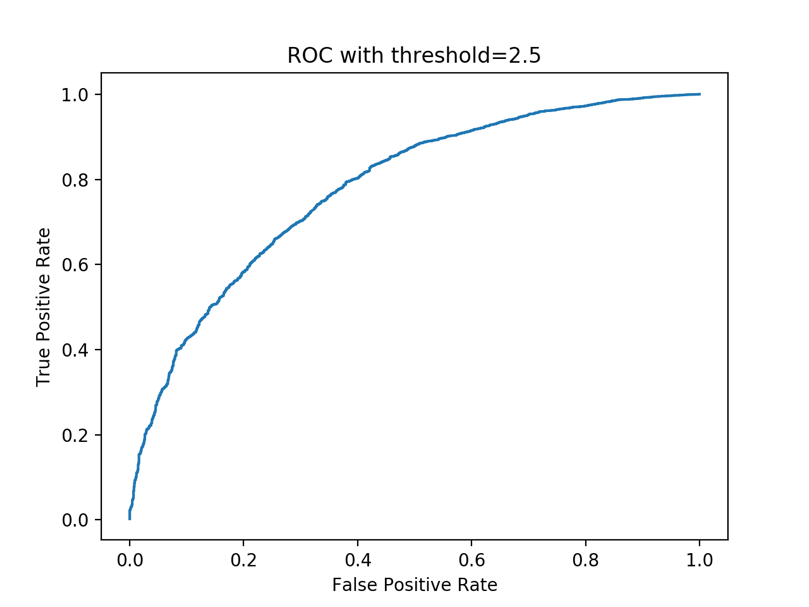 ROC with threshold=2.5
True Positive Rate
1.0
0.8
0.6
0.4
0.2
0.0
0.0 0.2 0.4 0.6 0.8 1.0
False Positive Rate